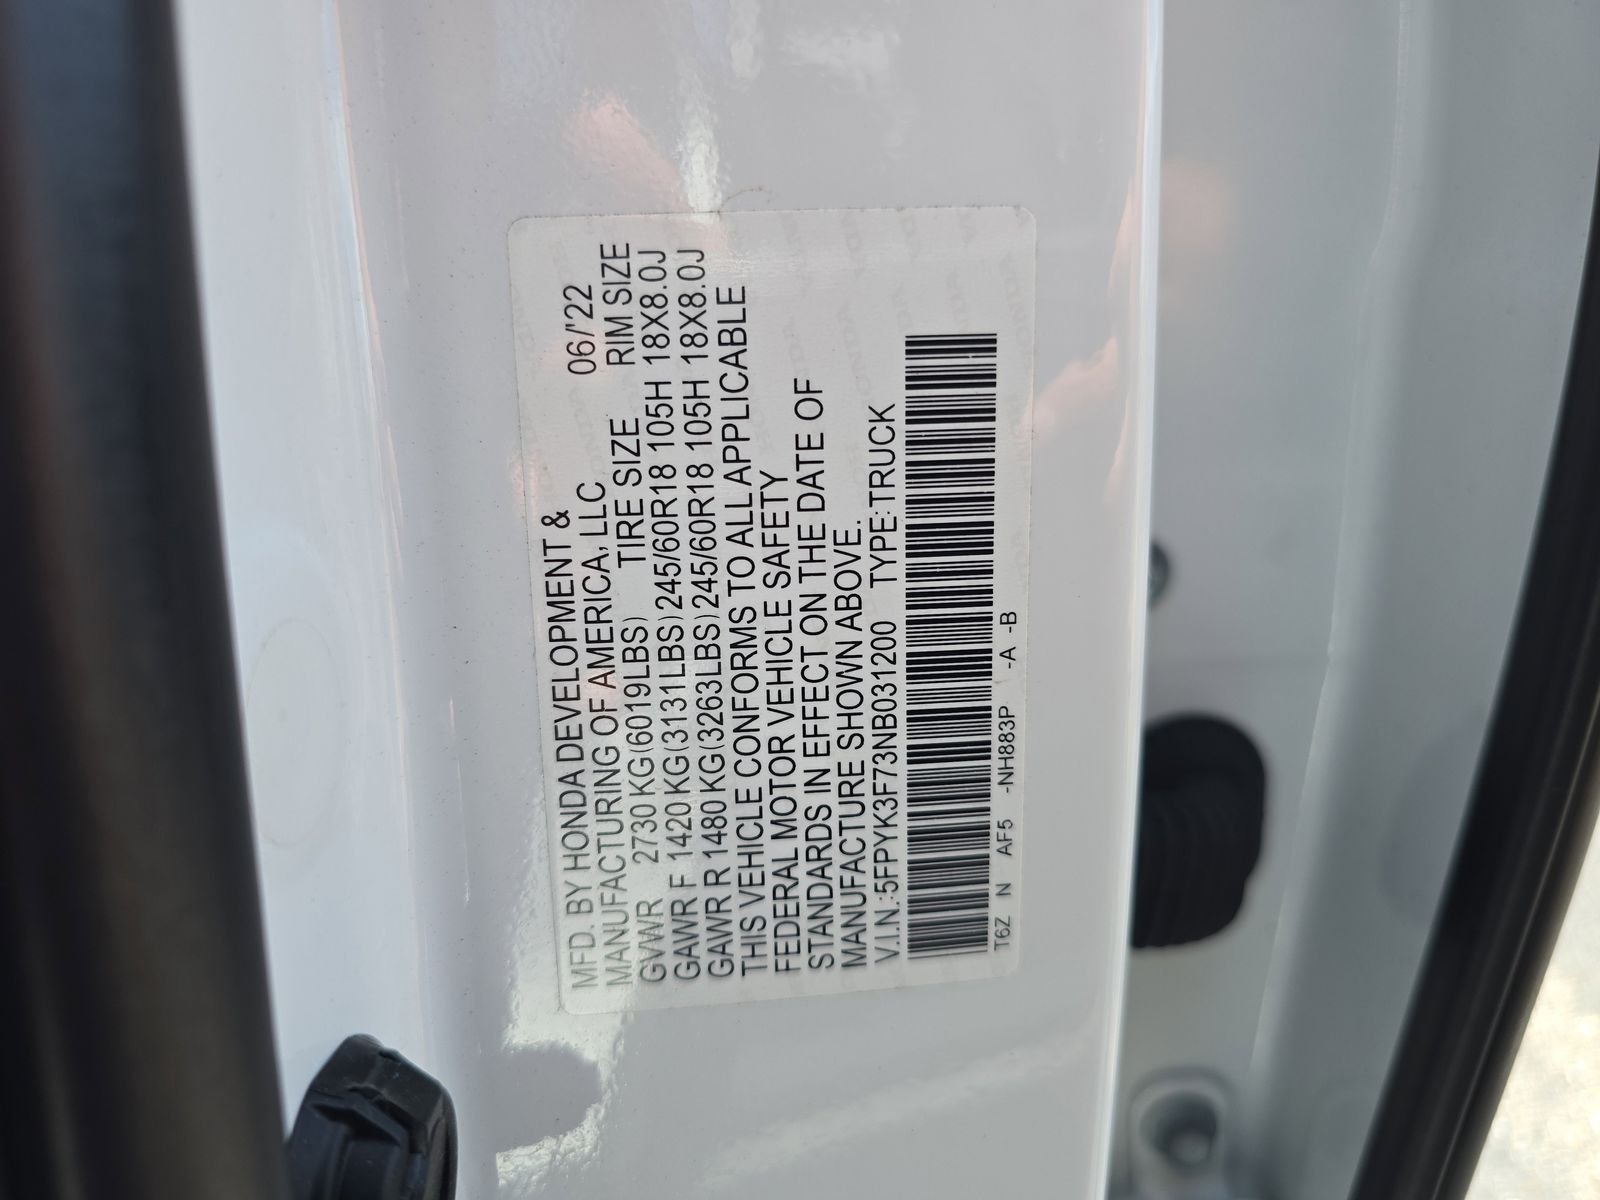 MFD. BY HONDA DEVELOPMENT &
MANUFACTURING OF AMERICA, LLC 06/'22
GVWR TIRE SIZE RIM SIZE
2730 KG(6019LBS)
GAWR F 1420 KG(3131LBS) 245/60R18 105H 18X8.0J
GAWR R 1480 KG(3263LBS) 245/60R18 105H 18X8.0J
THIS VEHICLE CONFORMS TO ALL APPLICABLE
FEDERAL MOTOR VEHICLE SAFETY
STANDARDS IN EFFECT ON THE DATE OF
MANUFACTURE SHOWN ABOVE.
V.I.N.:5FPYK3F73NB031200 TYPE:TRUCK
T6Z N AF5 -NH883P -A -B